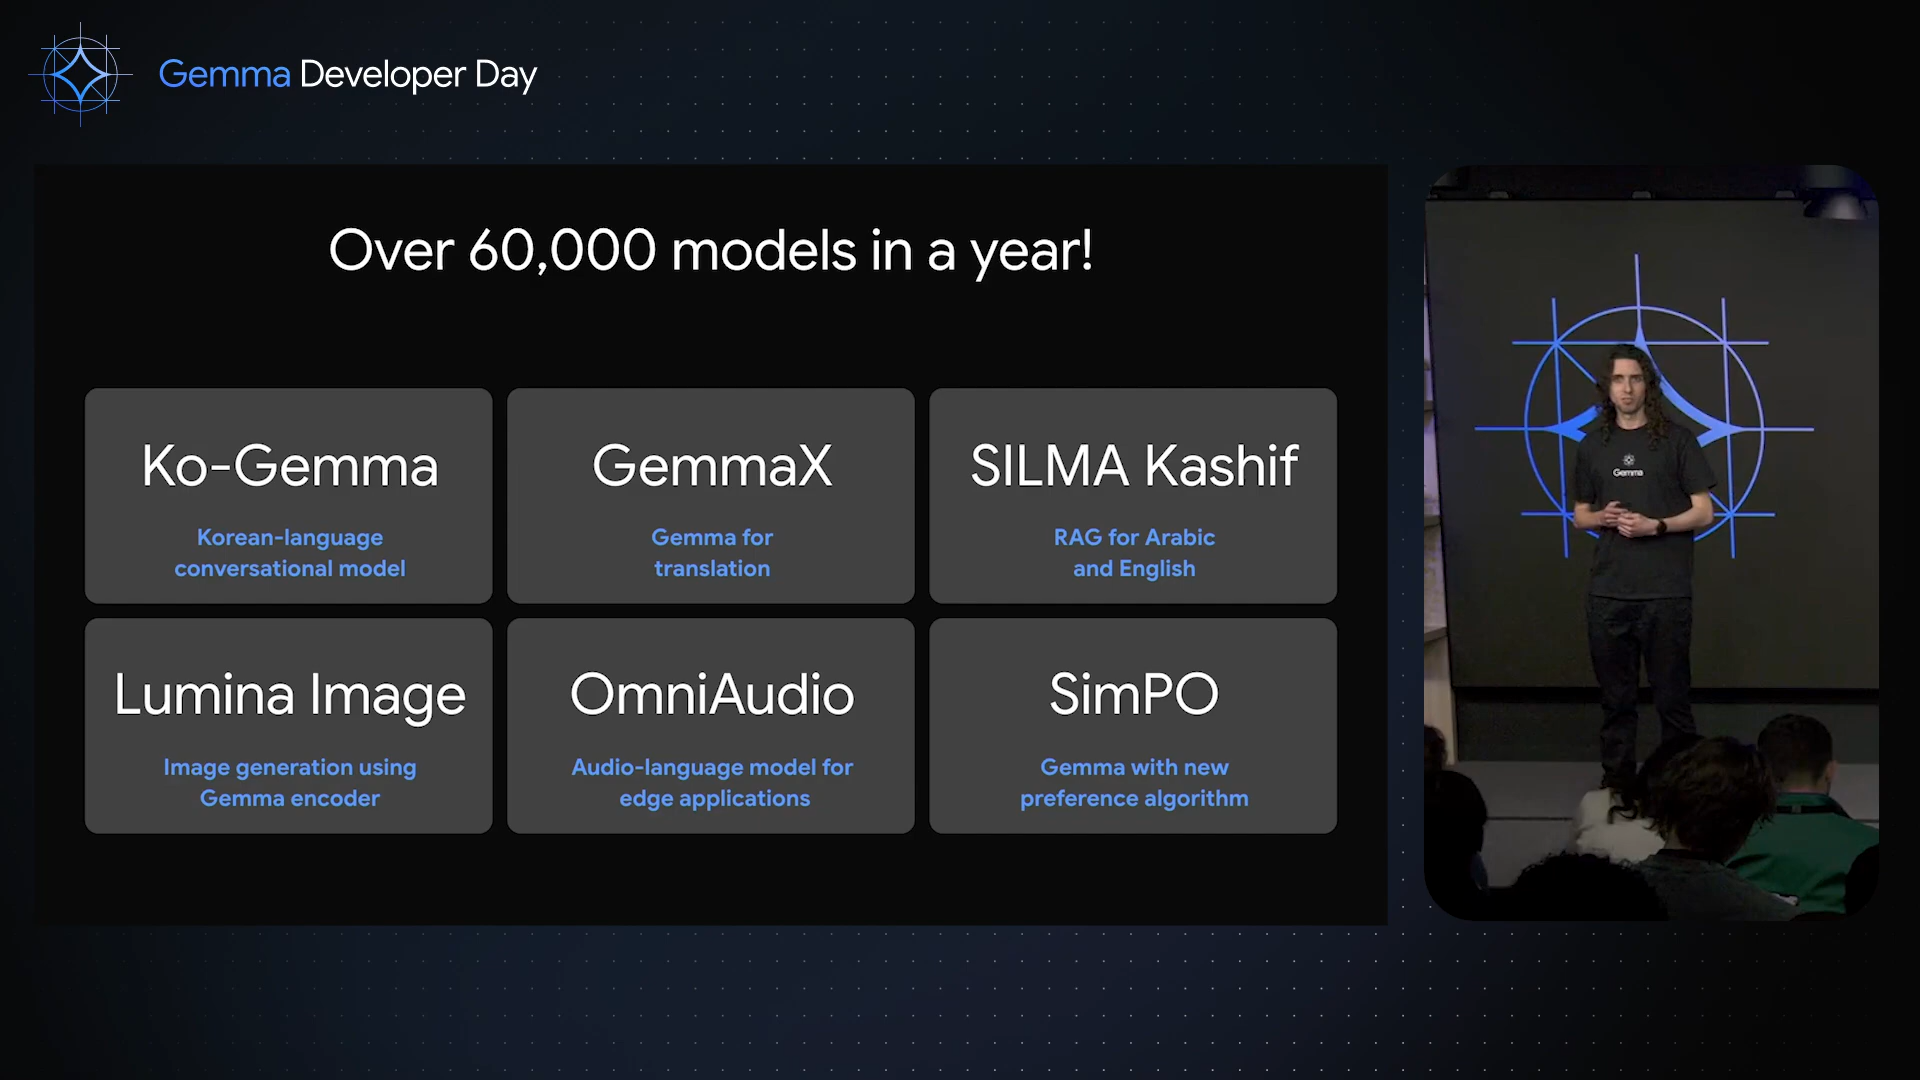 Gemma Developer Day
Over 60,000 models in a year!
Ko-Gemma
Korean-language
conversational model
GemmaX
Gemma for
translation
SILMA Kashif
RAG for Arabic
and English
Lumina Image
Image generation using
Gemma encoder
OmniAudio
Audio-language model for
edge applications
SimPO
Gemma with new
preference algorithm
Gemma